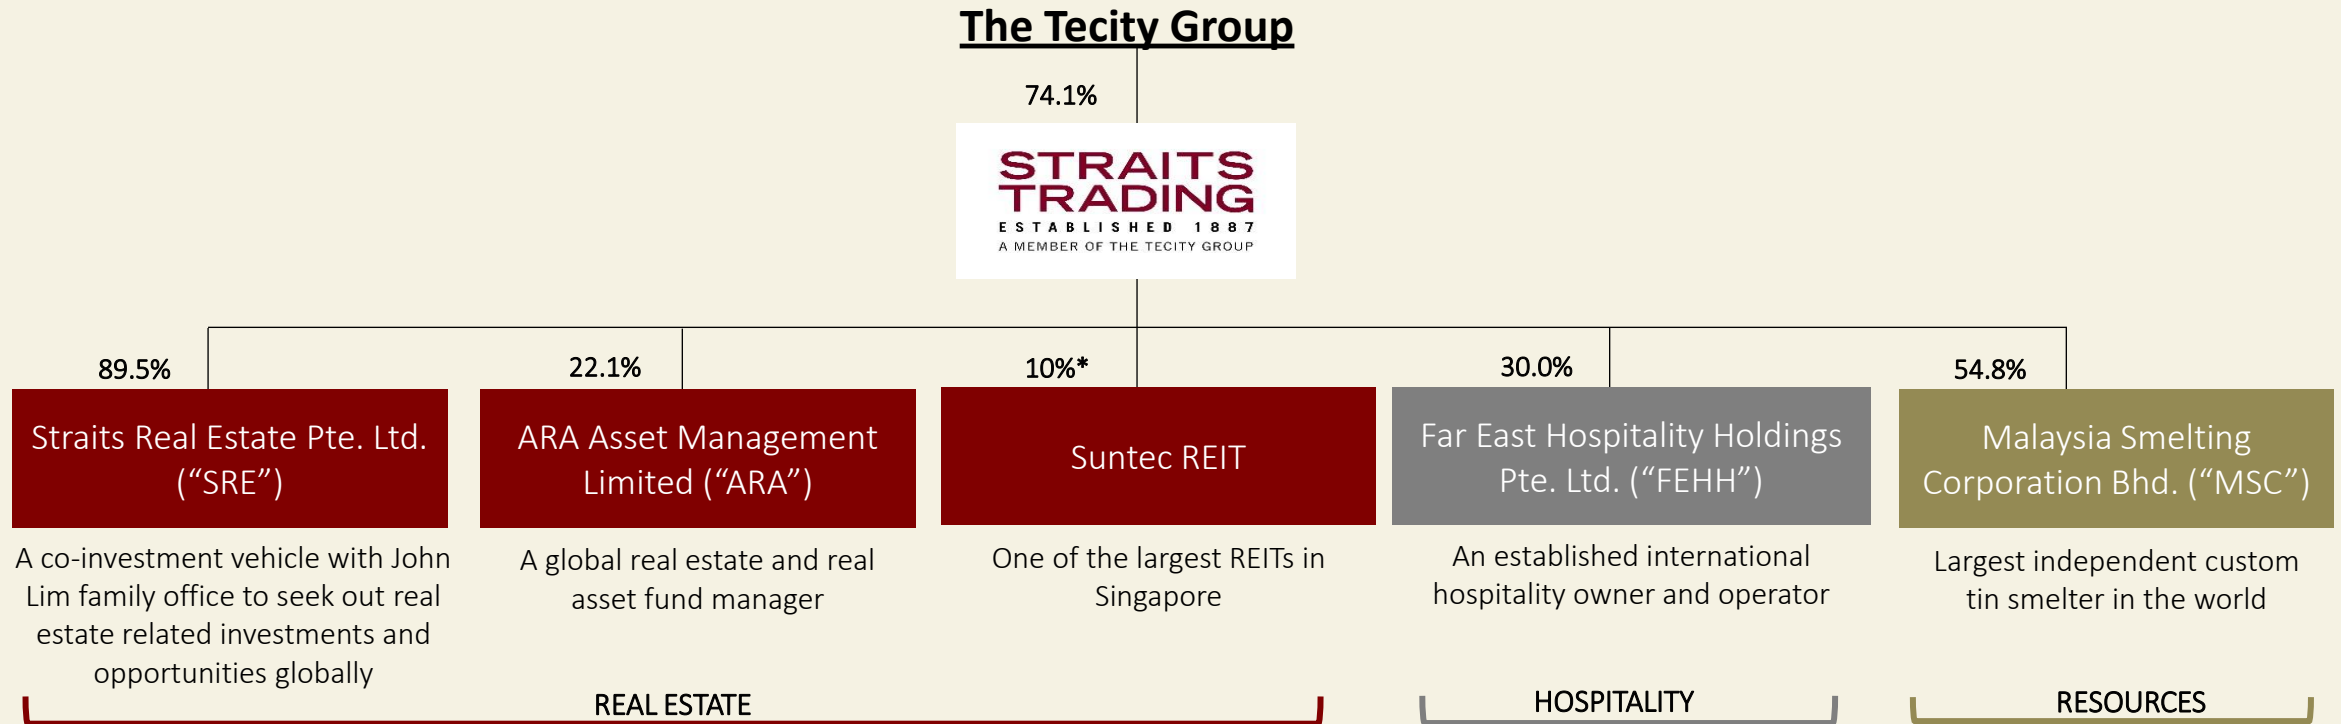 The Tecity Group
74.1%
STRAITS
TRADING
ESTABLISHED 1887
A MEMBER OF THE TECITY GROUP
89.5%
22.1%
10%*
30.0%
54.8%
Straits Real Estate Pte. Ltd.
(“SRE”)
ARA Asset Management
Limited (“ARA”)
Suntec REIT
Far East Hospitality Holdings
Pte. Ltd. (“FEHH”)
Malaysia Smelting
Corporation Bhd. (“MSC”)
A co-investment vehicle with John
Lim family office to seek out real
estate related investments and
opportunities globally
A global real estate and real
asset fund manager
One of the largest REITs in
Singapore
An established international
hospitality owner and operator
Largest independent custom
tin smelter in the world
REAL ESTATE
HOSPITALITY
RESOURCES